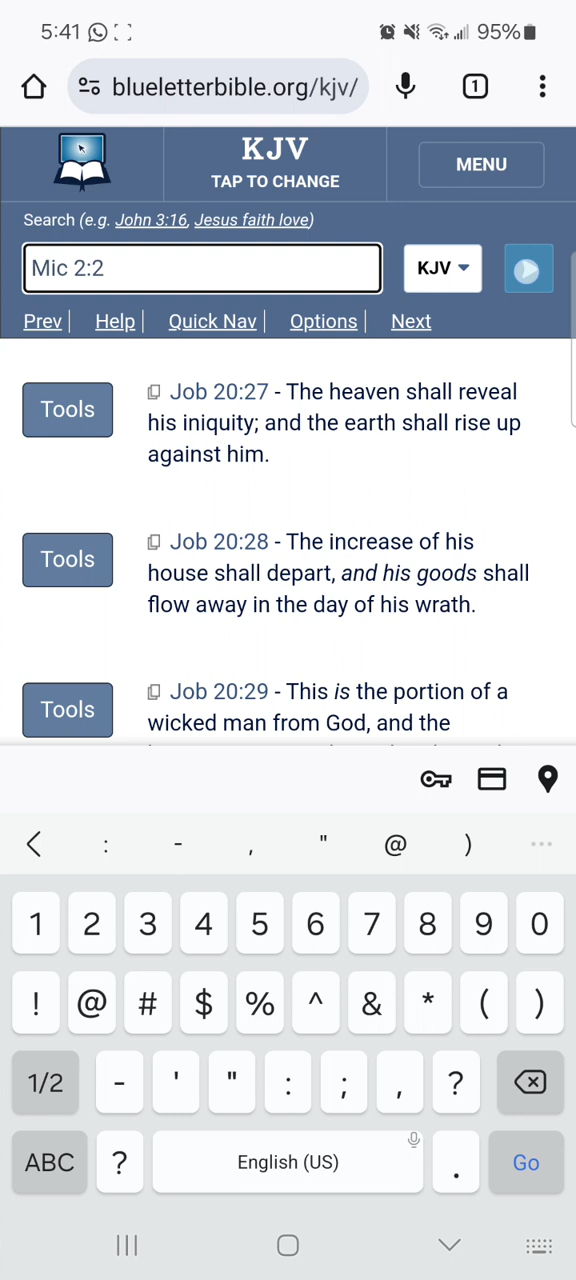 5:41 95%
blueletterbible.org/kjv/ 1
KJV
TAP TO CHANGE
MENU
Search (e.g. John 3:16, Jesus faith love)
Mic 2:2 KJV
Prev | Help | Quick Nav | Options | Next
Tools
Job 20:27 - The heaven shall reveal
his iniquity; and the earth shall rise up
against him.
Tools
Job 20:28 - The increase of his
house shall depart, and his goods shall
flow away in the day of his wrath.
Tools
Job 20:29 - This is the portion of a
wicked man from God, and the
: - , " @ ) ...
1 2 3 4 5 6 7 8 9 0
! @ # $ % ^ & * ( )
1/2 - ' " : ; , ?
ABC ? English (US) . Go